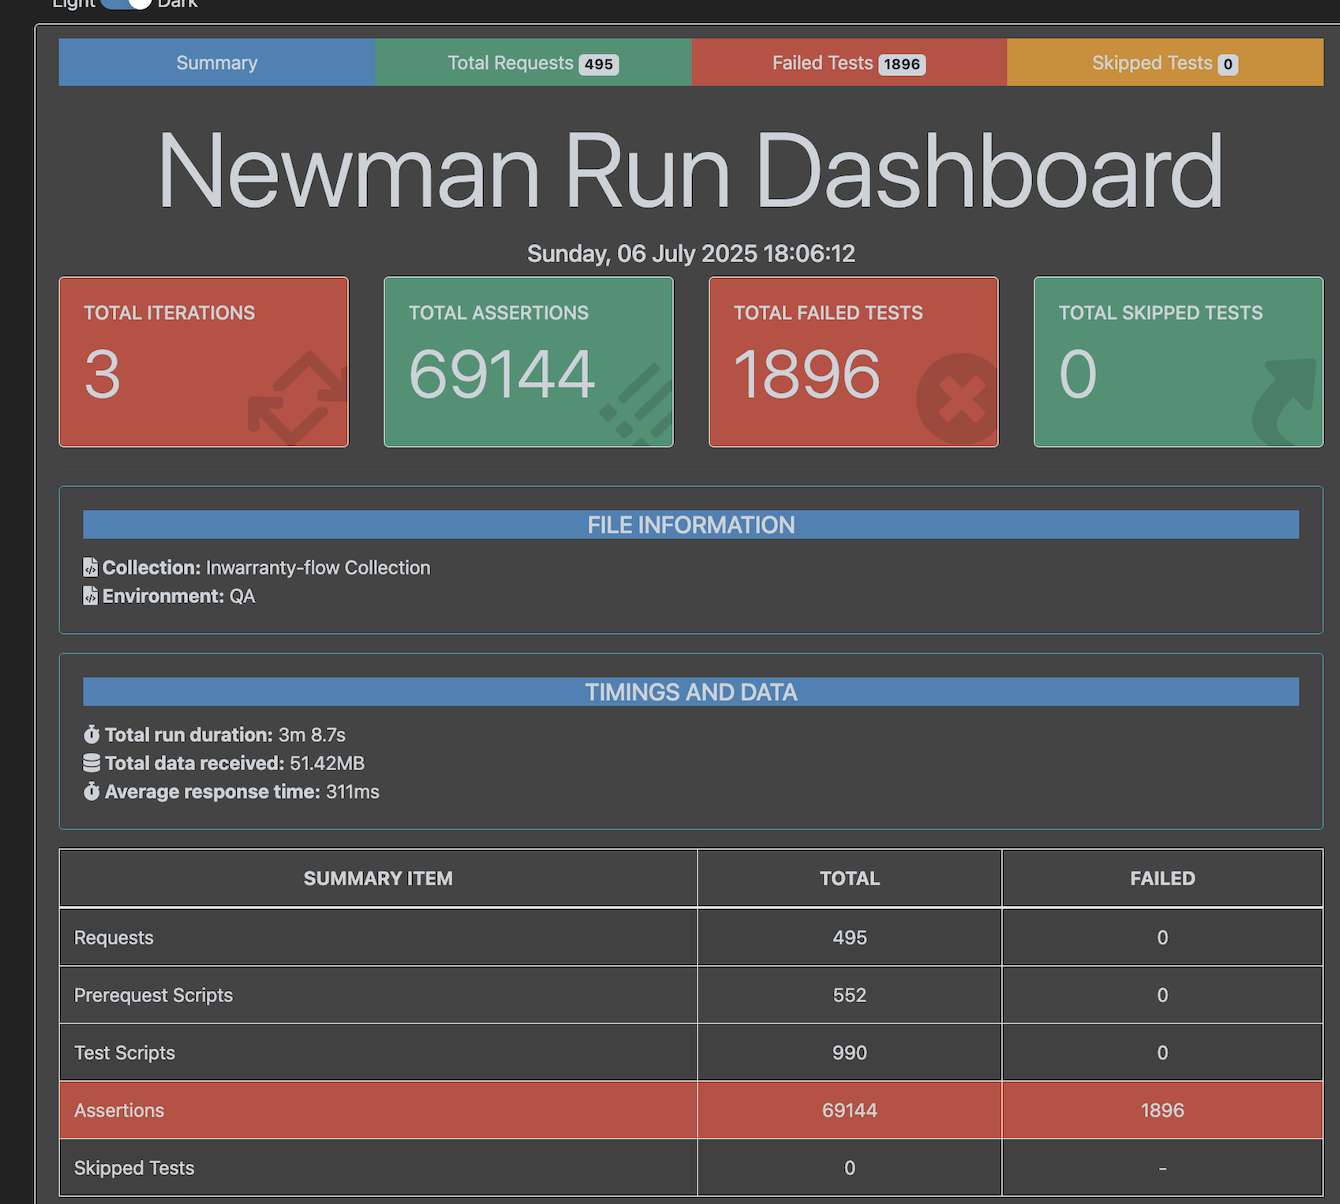 Light Dark
Summary Total Requests 495 Failed Tests 1896 Skipped Tests 0
Newman Run Dashboard
Sunday, 06 July 2025 18:06:12
TOTAL ITERATIONS
3
TOTAL ASSERTIONS
69144
TOTAL FAILED TESTS
1896
TOTAL SKIPPED TESTS
0
FILE INFORMATION
Collection: Inwarranty-flow Collection
Environment: QA
TIMINGS AND DATA
Total run duration: 3m 8.7s
Total data received: 51.42MB
Average response time: 311ms
SUMMARY ITEM TOTAL FAILED
Requests 495 0
Prerequest Scripts 552 0
Test Scripts 990 0
Assertions 69144 1896
Skipped Tests 0 -